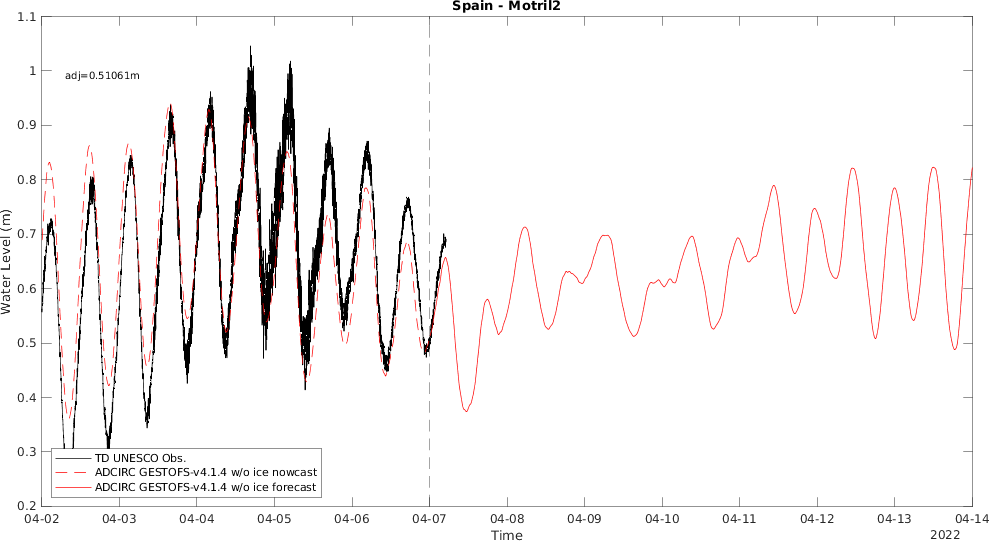 Spain - Motril2
1.1
1
0.9
0.8
0.7
0.6
0.5
0.4
0.3
0.2
Water Level (m)
adj=0.51061m
TD UNESCO Obs.
ADCIRC GESTOFS-v4.1.4 w/o ice nowcast
ADCIRC GESTOFS-v4.1.4 w/o ice forecast
04-02 04-03 04-04 04-05 04-06 04-07 04-08 04-09 04-10 04-11 04-12 04-13 04-14
Time
2022